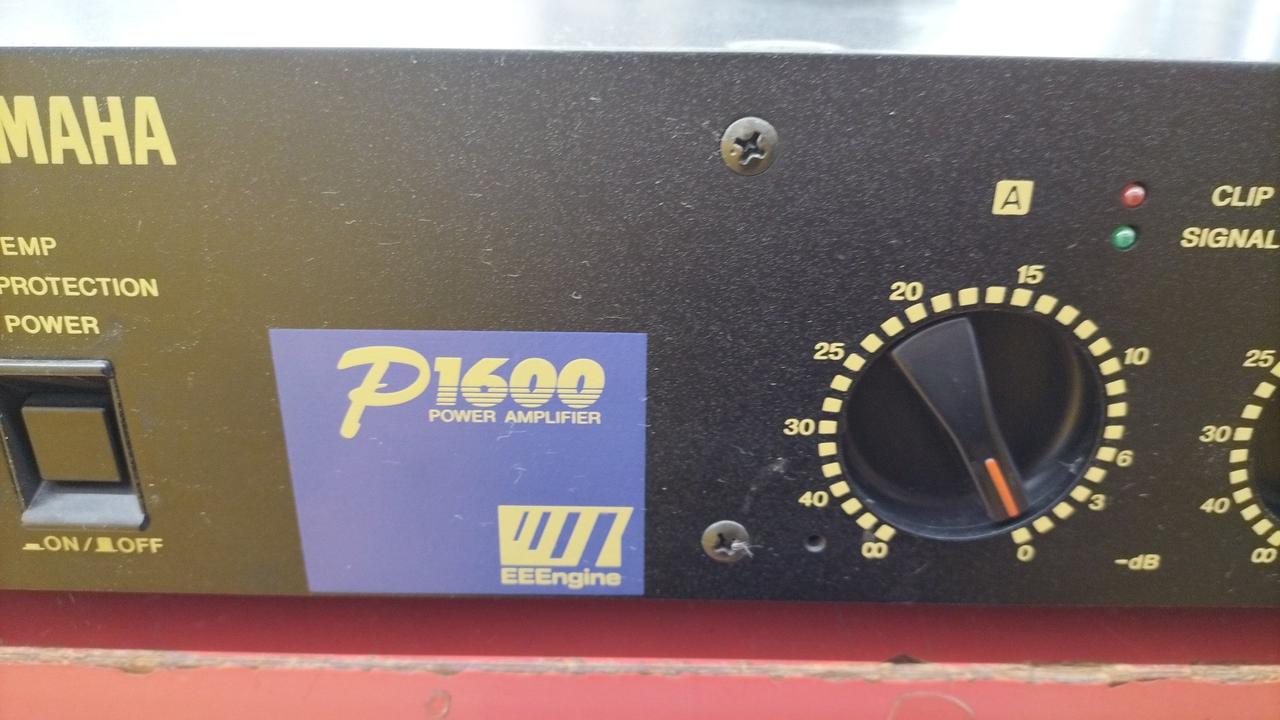 MAHA
EMP
PROTECTION
POWER
ON/ OFF
P1600
POWER AMPLIFIER
EEEngine
A
CLIP
SIGNAL
15
20
10
25
30
6
40
3
∞
0
-dB
25
30
40
∞